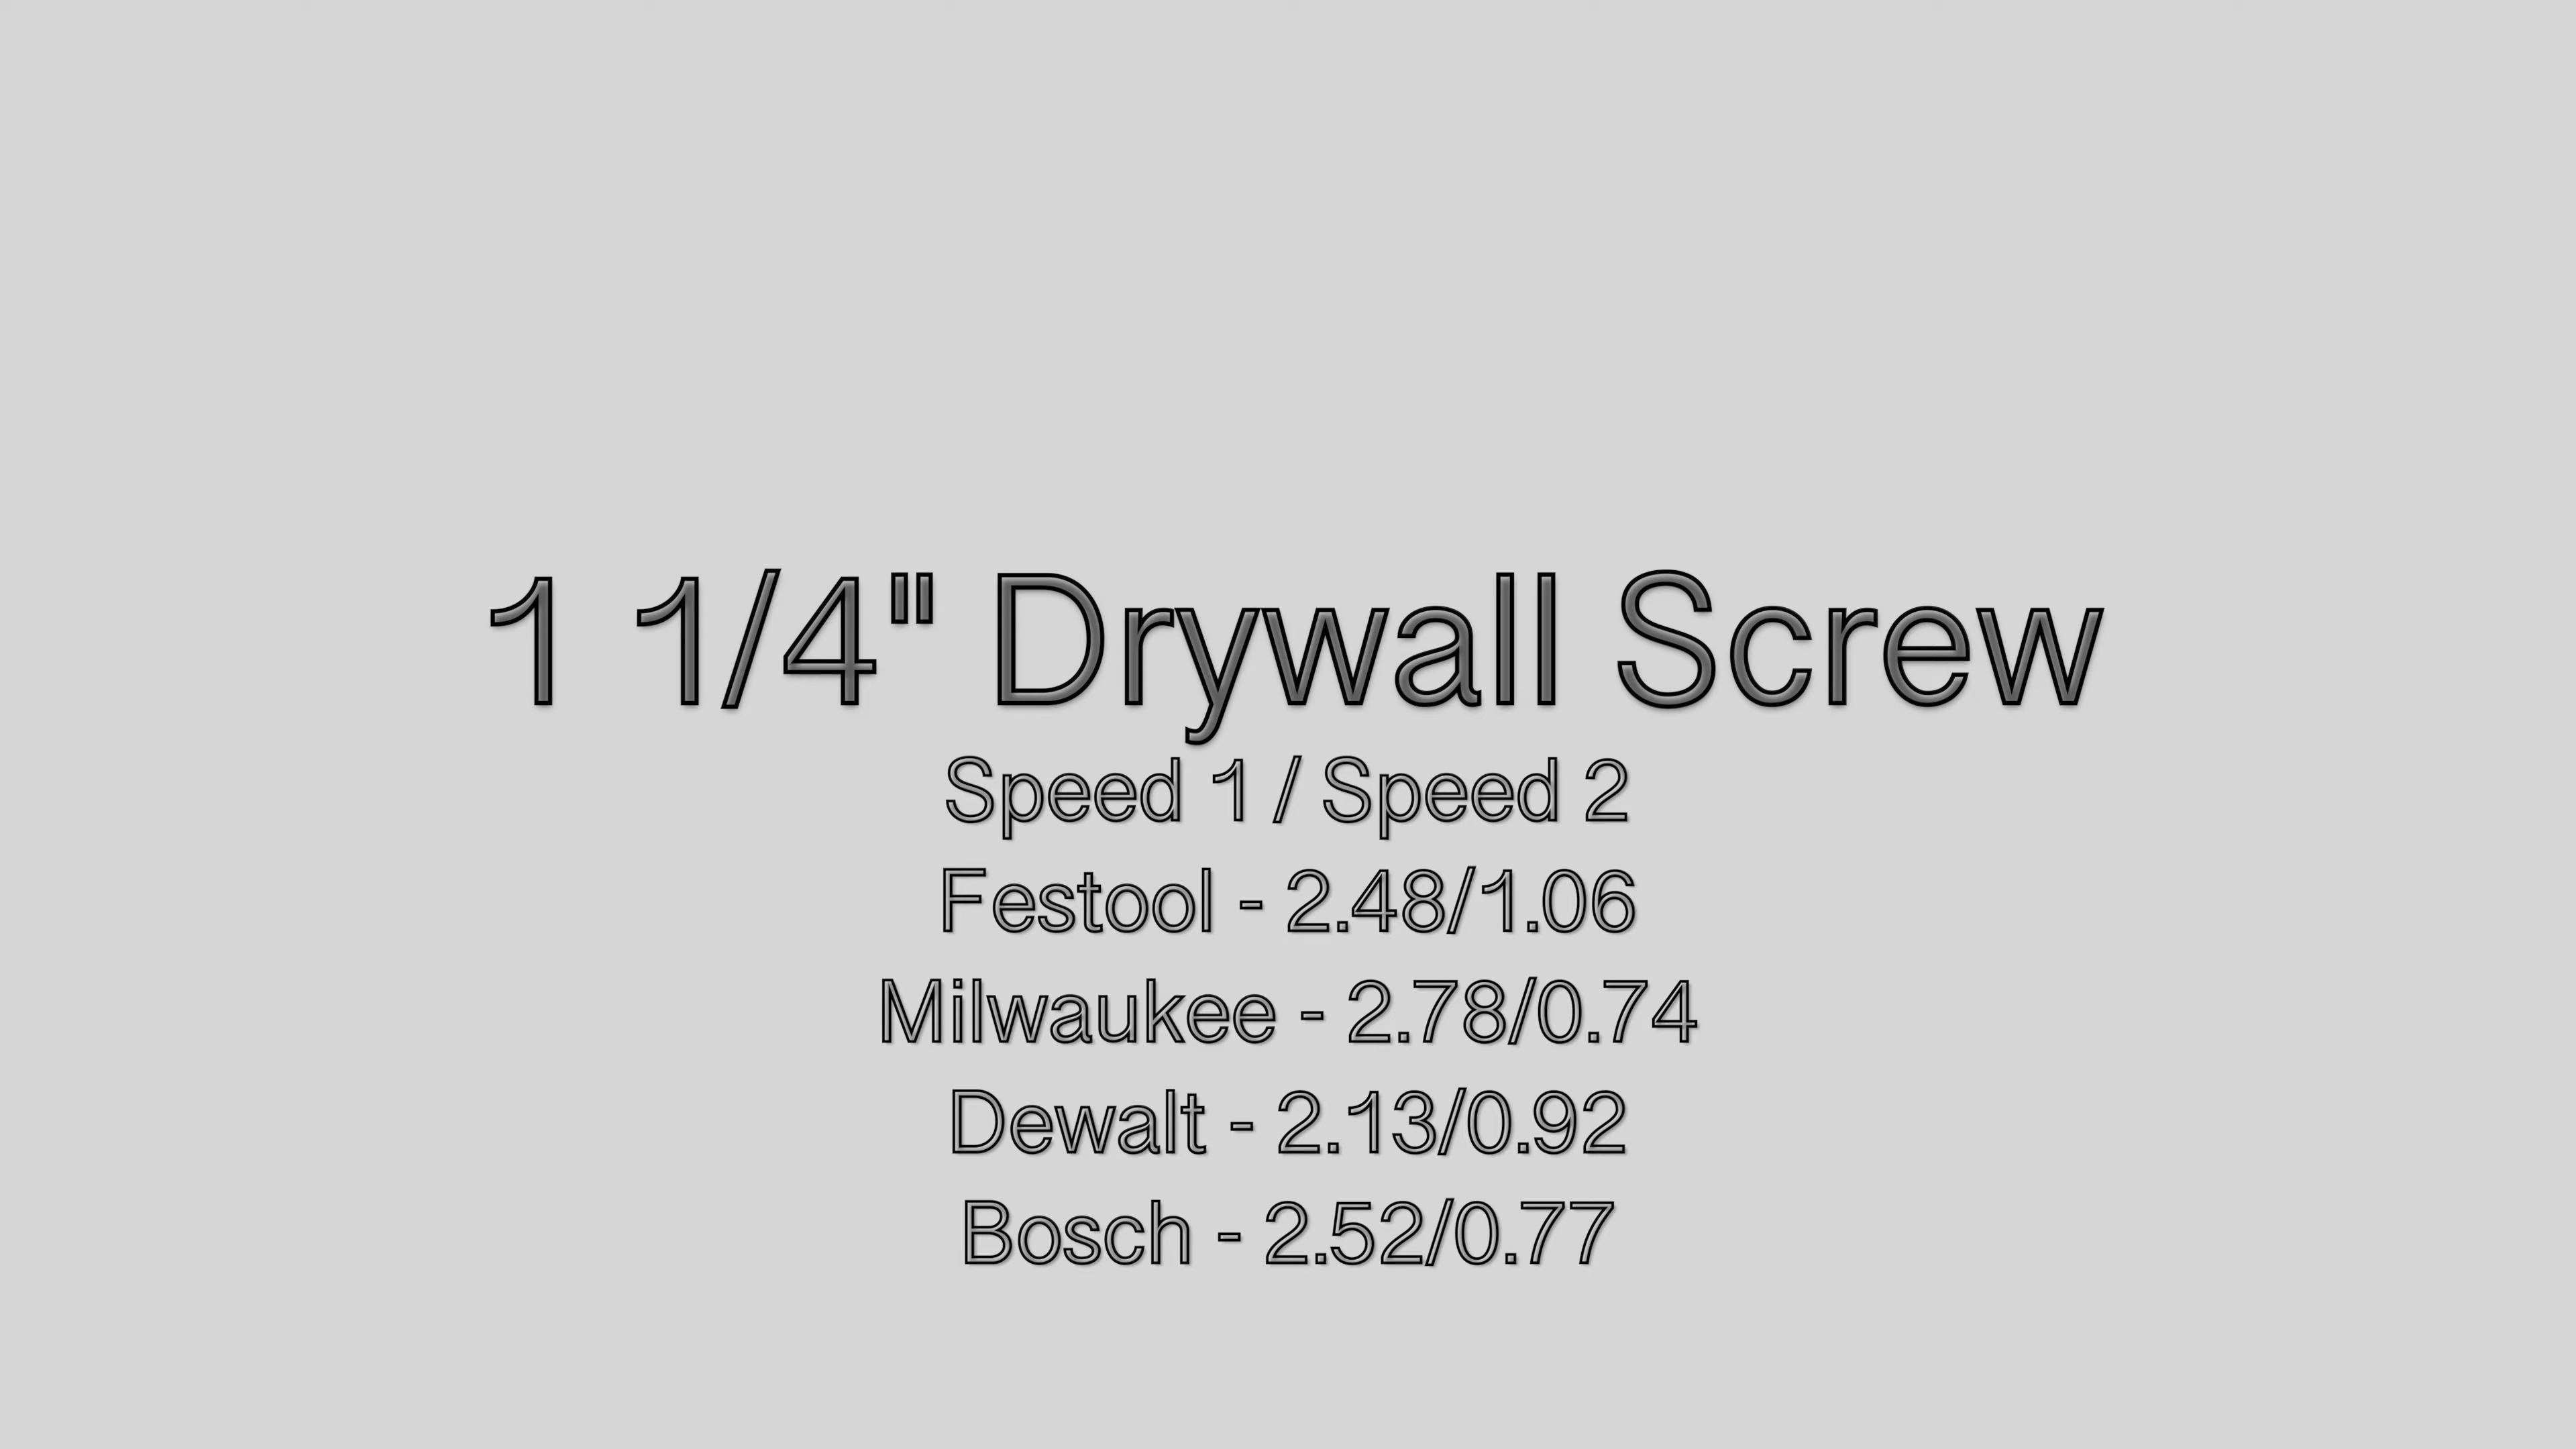 1 1/4" Drywall Screw
Speed 1 / Speed 2
Festool - 2.48/1.06
Milwaukee - 2.78/0.74
Dewalt - 2.13/0.92
Bosch - 2.52/0.77